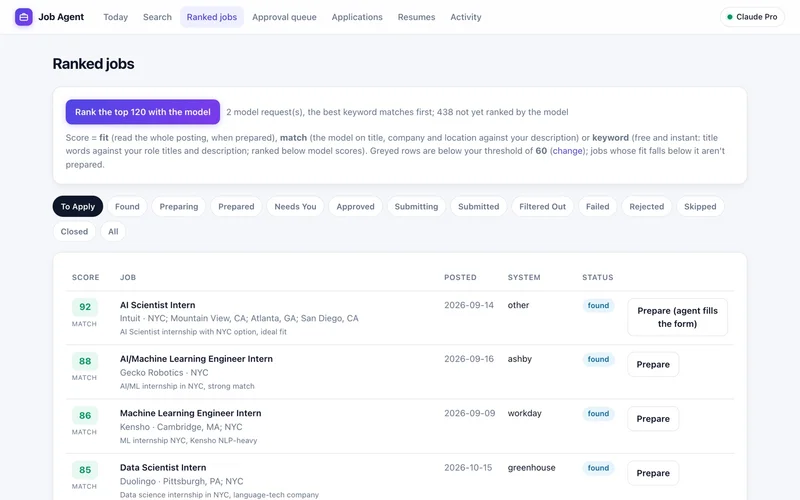 Job Agent Today Search Ranked jobs Approval queue Applications Resumes Activity Claude Pro
Ranked jobs
Rank the top 120 with the model 2 model request(s), the best keyword matches first; 438 not yet ranked by the model
Score = fit (read the whole posting, when prepared), match (the model on title, company and location against your description) or keyword (free and instant: title
words against your role titles and description; ranked below model scores). Greyed rows are below your threshold of 60 (change); jobs whose fit falls below it aren't
prepared.
To Apply Found Preparing Prepared Needs You Approved Submitting Submitted Filtered Out Failed Rejected Skipped
Closed All
SCORE JOB POSTED SYSTEM STATUS
92 AI Scientist Intern 2026-09-14 other found Prepare (agent fills
the form)
MATCH Intuit · NYC; Mountain View, CA; Atlanta, GA; San Diego, CA
AI Scientist internship with NYC option, ideal fit
88 AI/Machine Learning Engineer Intern 2026-09-16 ashby found Prepare
MATCH Gecko Robotics · NYC
AI/ML internship in NYC, strong match
86 Machine Learning Engineer Intern 2026-09-09 workday found Prepare
MATCH Kensho · Cambridge, MA; NYC
ML internship NYC, Kensho NLP-heavy
85 Data Scientist Intern 2026-10-15 greenhouse found Prepare
MATCH Duolingo · Pittsburgh, PA; NYC
Data science internship in NYC, language-tech company